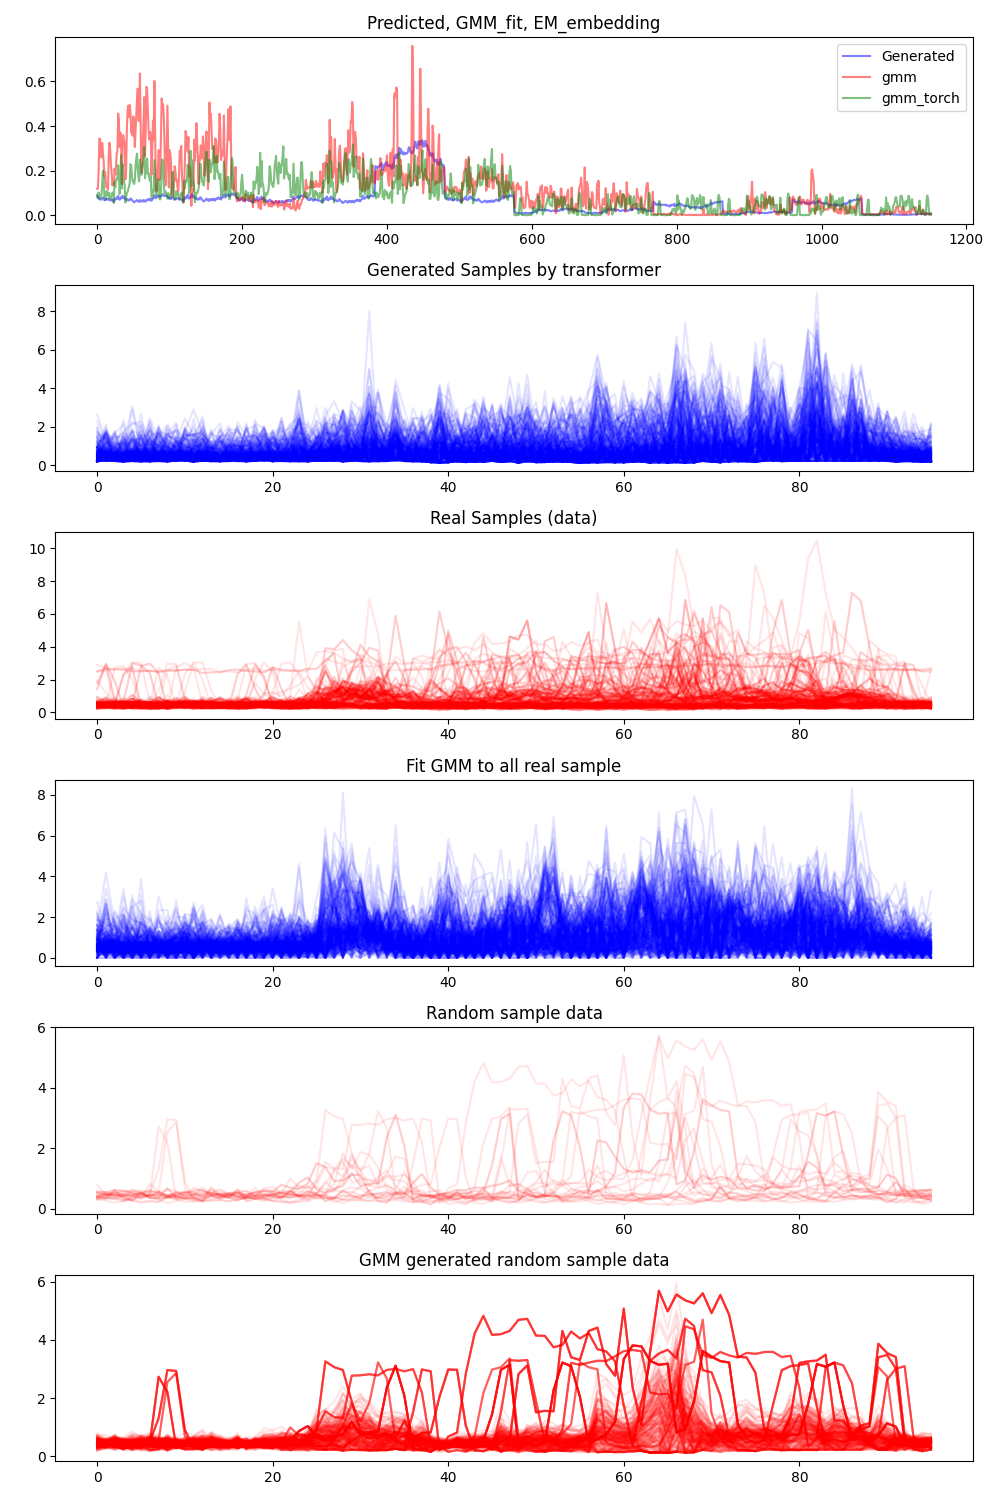 Predicted, GMM_fit, EM_embedding
Generated
gmm
gmm_torch
0.6
0.4
0.2
0.0
0 200 400 600 800 1000 1200
Generated Samples by transformer
8
6
4
2
0
0 20 40 60 80
Real Samples (data)
10
8
6
4
2
0
0 20 40 60 80
Fit GMM to all real sample
8
6
4
2
0
0 20 40 60 80
Random sample data
6
4
2
0
0 20 40 60 80
GMM generated random sample data
6
4
2
0
0 20 40 60 80